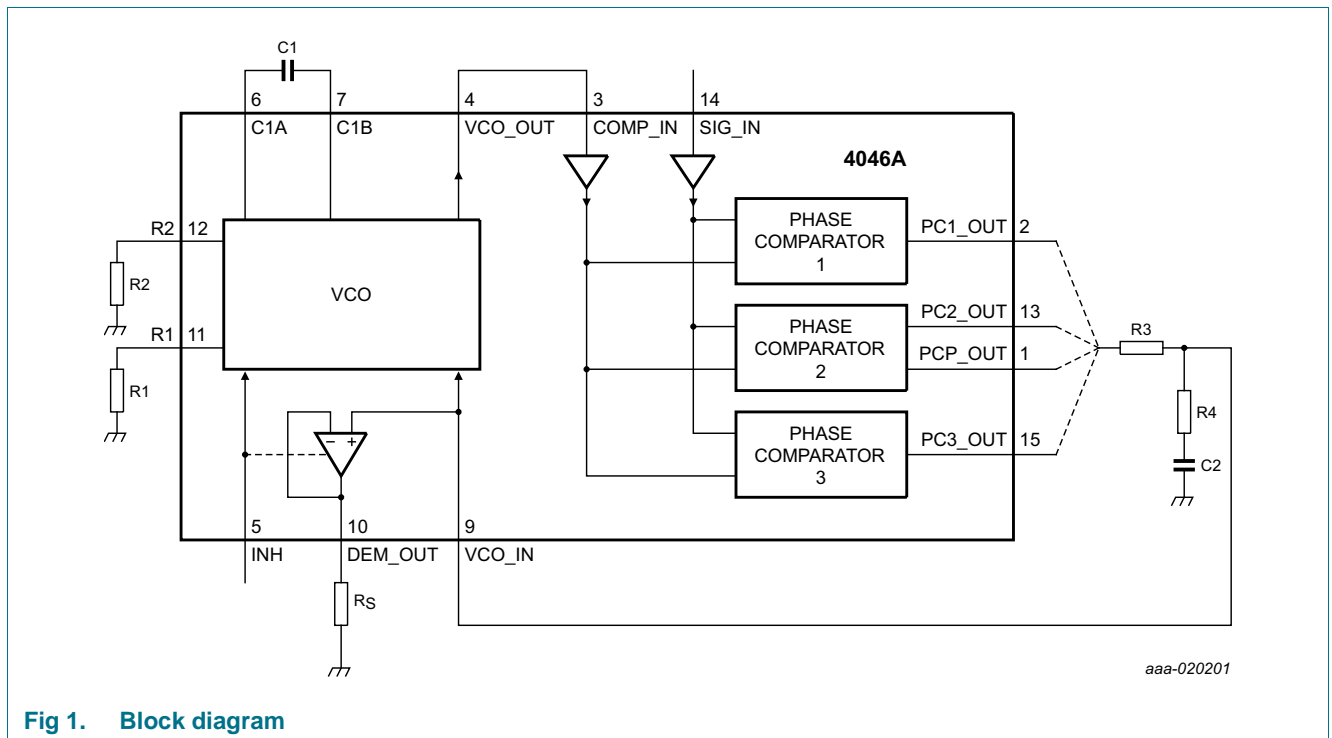 C1
6 7 4 3 14
C1A C1B VCO_OUT COMP_IN SIG_IN
4046A
R2 12
R2
R1 11
R1
VCO
PHASE
COMPARATOR
1
PC1_OUT 2
PHASE
COMPARATOR
2
PC2_OUT 13
PCP_OUT 1
PHASE
COMPARATOR
3
PC3_OUT 15
R3
R4
C2
− +
5 10 9
INH DEM_OUT VCO_IN
RS
aaa-020201
Fig 1. Block diagram